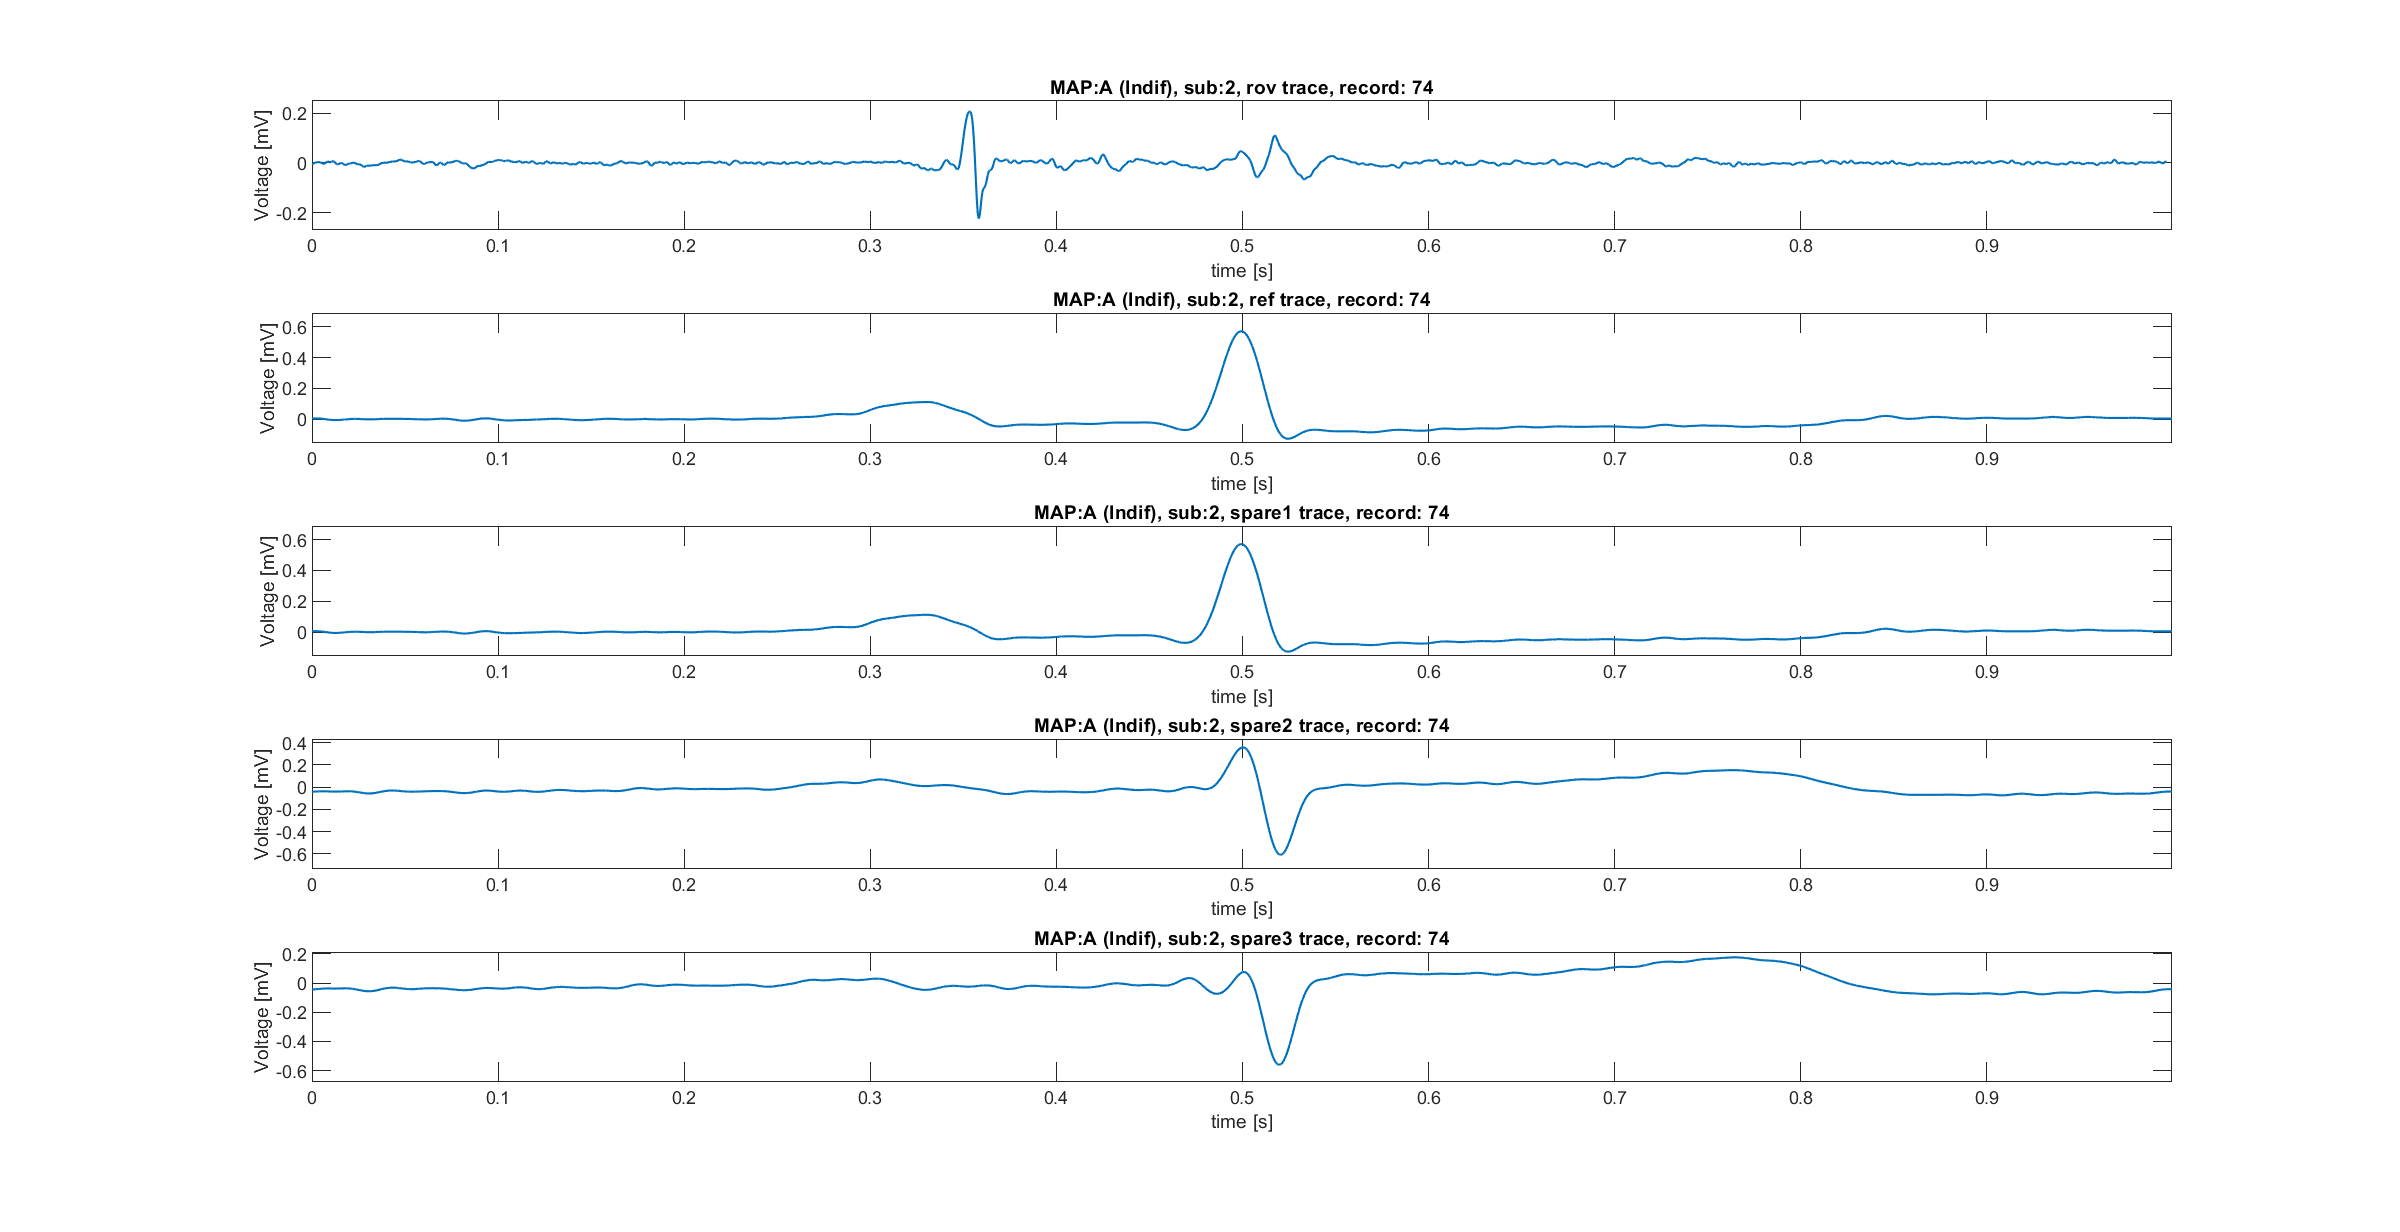 MAP:A (Indif), sub:2, rov trace, record: 74
Voltage [mV]
0.2
0
-0.2
0 0.1 0.2 0.3 0.4 0.5 0.6 0.7 0.8 0.9
time [s]
MAP:A (Indif), sub:2, ref trace, record: 74
Voltage [mV]
0.6
0.4
0.2
0
0 0.1 0.2 0.3 0.4 0.5 0.6 0.7 0.8 0.9
time [s]
MAP:A (Indif), sub:2, spare1 trace, record: 74
Voltage [mV]
0.6
0.4
0.2
0
0 0.1 0.2 0.3 0.4 0.5 0.6 0.7 0.8 0.9
time [s]
MAP:A (Indif), sub:2, spare2 trace, record: 74
Voltage [mV]
0.4
0.2
0
-0.2
-0.4
-0.6
0 0.1 0.2 0.3 0.4 0.5 0.6 0.7 0.8 0.9
time [s]
MAP:A (Indif), sub:2, spare3 trace, record: 74
Voltage [mV]
0.2
0
-0.2
-0.4
-0.6
0 0.1 0.2 0.3 0.4 0.5 0.6 0.7 0.8 0.9
time [s]